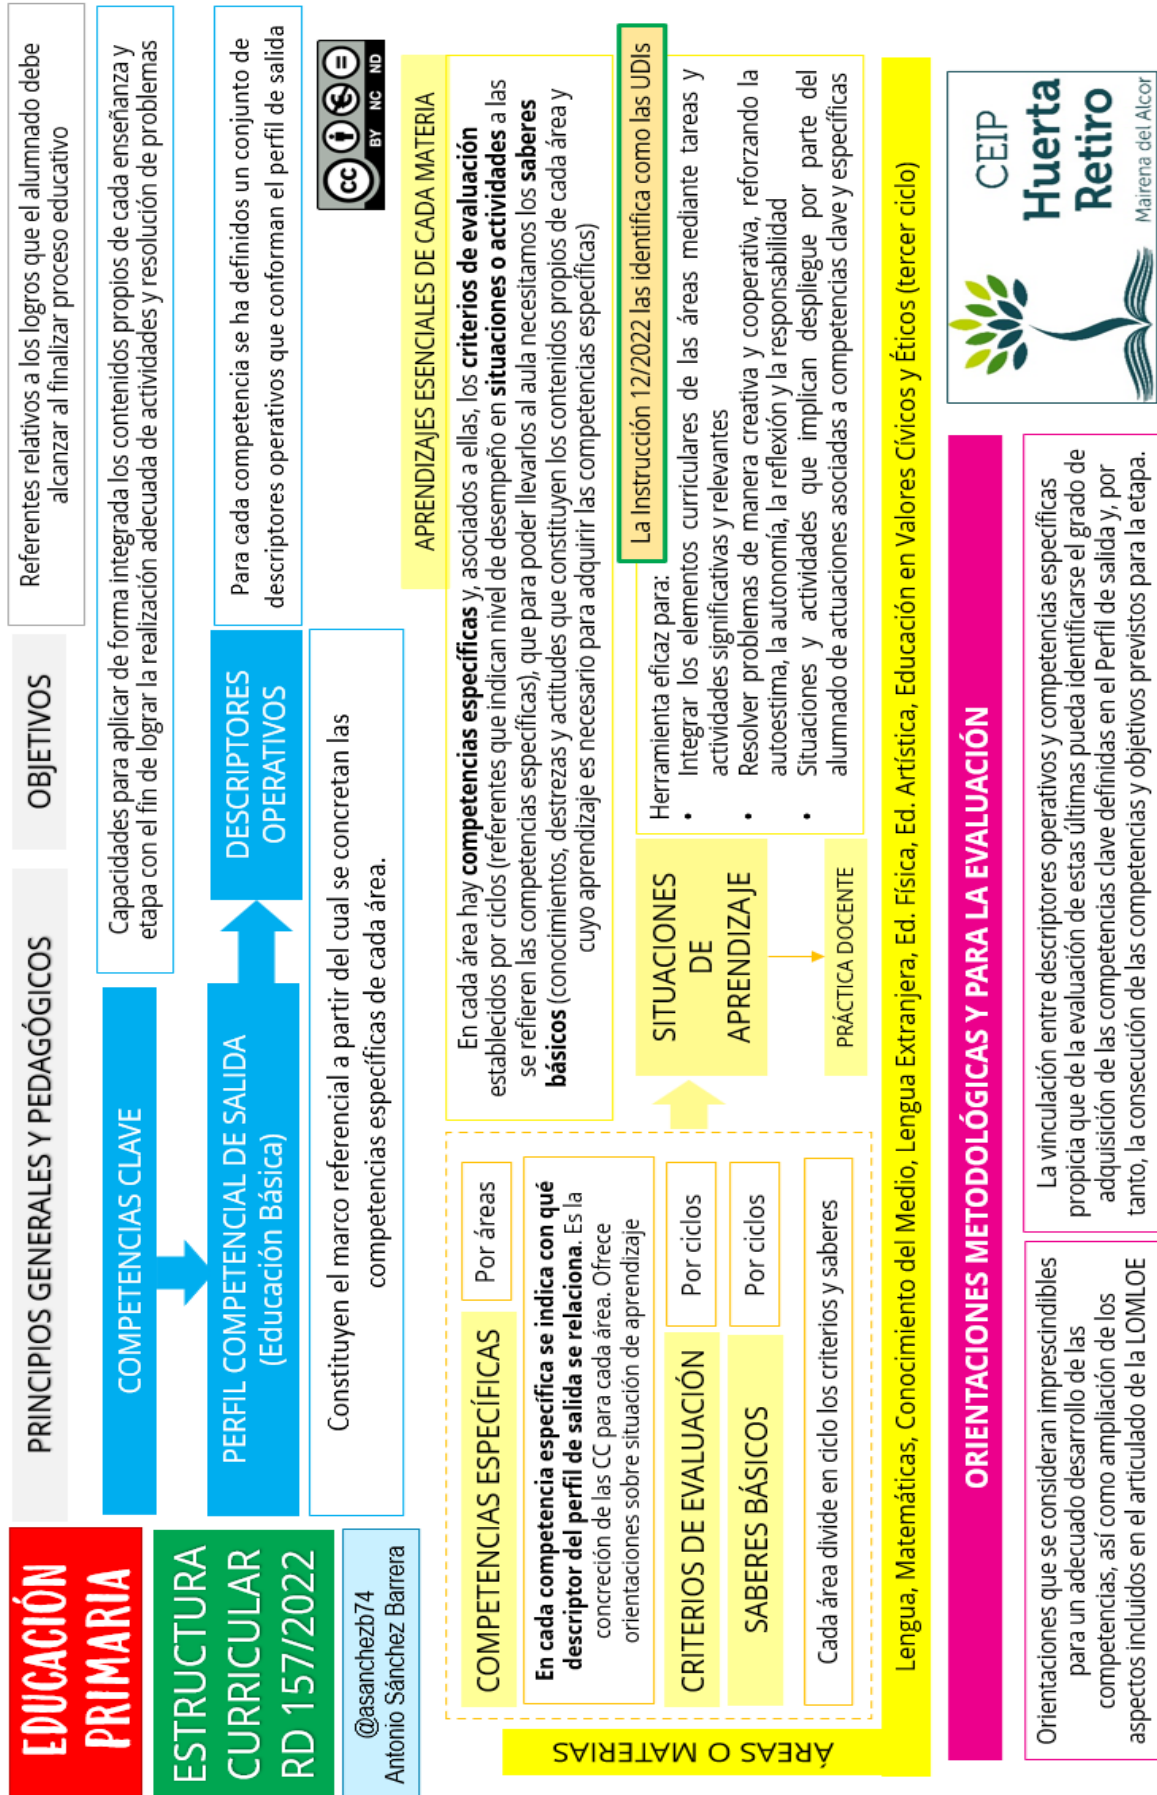 EDUCACIÓN
PRIMARIA
ESTRUCTURA
CURRICULAR
RD 157/2022
@asanchezb74
Antonio Sánchez Barrera
PRINCIPIOS GENERALES Y PEDAGÓGICOS
OBJETIVOS
Referentes relativos a los logros que el alumnado debe
alcanzar al finalizar proceso educativo
COMPETENCIAS CLAVE
Capacidades para aplicar de forma integrada los contenidos propios de cada enseñanza y
etapa con el fin de lograr la realización adecuada de actividades y resolución de problemas
PERFIL COMPETENCIAL DE SALIDA
(Educación Básica)
DESCRIPTORES
OPERATIVOS
Para cada competencia se ha definidos un conjunto de
descriptores operativos que conforman el perfil de salida
Constituyen el marco referencial a partir del cual se concretan las
competencias específicas de cada área.
cc
BY NC ND
ÁREAS O MATERIAS
COMPETENCIAS ESPECÍFICAS
Por áreas
En cada competencia específica se indica con qué
descriptor del perfil de salida se relaciona. Es la
concreción de las CC para cada área. Ofrece
orientaciones sobre situación de aprendizaje
CRITERIOS DE EVALUACIÓN
Por ciclos
SABERES BÁSICOS
Por ciclos
Cada área divide en ciclo los criterios y saberes
APRENDIZAJES ESENCIALES DE CADA MATERIA
En cada área hay competencias específicas y, asociados a ellas, los criterios de evaluación
establecidos por ciclos (referentes que indican nivel de desempeño en situaciones o actividades a las
se refieren las competencias específicas), que para poder llevarlos al aula necesitamos los saberes
básicos (conocimientos, destrezas y actitudes que constituyen los contenidos propios de cada área y
cuyo aprendizaje es necesario para adquirir las competencias específicas)
SITUACIONES
DE
APRENDIZAJE
PRÁCTICA DOCENTE
La Instrucción 12/2022 las identifica como las UDIs
Herramienta eficaz para:
• Integrar los elementos curriculares de las áreas mediante tareas y
actividades significativas y relevantes
• Resolver problemas de manera creativa y cooperativa, reforzando la
autoestima, la autonomía, la reflexión y la responsabilidad
• Situaciones y actividades que implican despliegue por parte del
alumnado de actuaciones asociadas a competencias clave y específicas
Lengua, Matemáticas, Conocimiento del Medio, Lengua Extranjera, Ed. Física, Ed. Artística, Educación en Valores Cívicos y Éticos (tercer ciclo)
ORIENTACIONES METODOLÓGICAS Y PARA LA EVALUACIÓN
Orientaciones que se consideran imprescindibles
para un adecuado desarrollo de las
competencias, así como ampliación de los
aspectos incluidos en el articulado de la LOMLOE
La vinculación entre descriptores operativos y competencias específicas
propicia que de la evaluación de estas últimas pueda identificarse el grado de
adquisición de las competencias clave definidas en el Perfil de salida y, por
tanto, la consecución de las competencias y objetivos previstos para la etapa.
CEIP
Huerta
Retiro
Mairena del Alcor